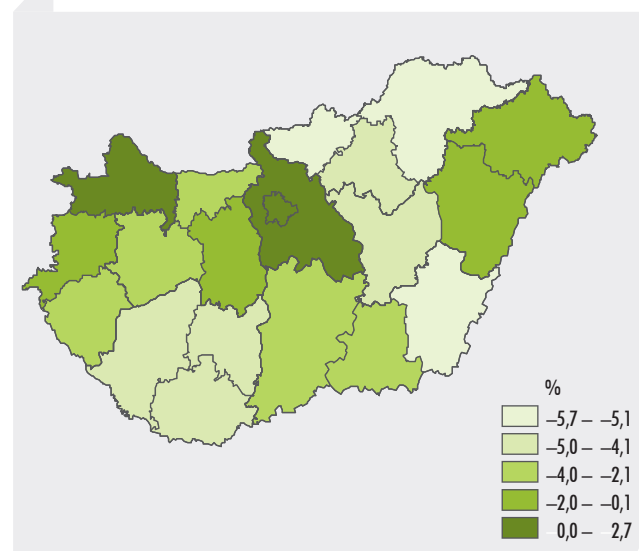 %
–5,7 – –5,1
–5,0 – –4,1
–4,0 – –2,1
–2,0 – –0,1
0,0 – 2,7